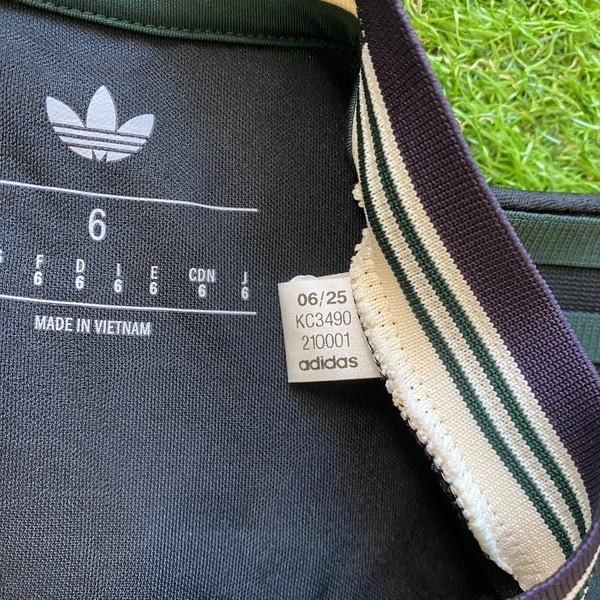 6
F D I E CDN J
6 6 6 6 6 6
MADE IN VIETNAM
06/25
KC3490
210001
adidas